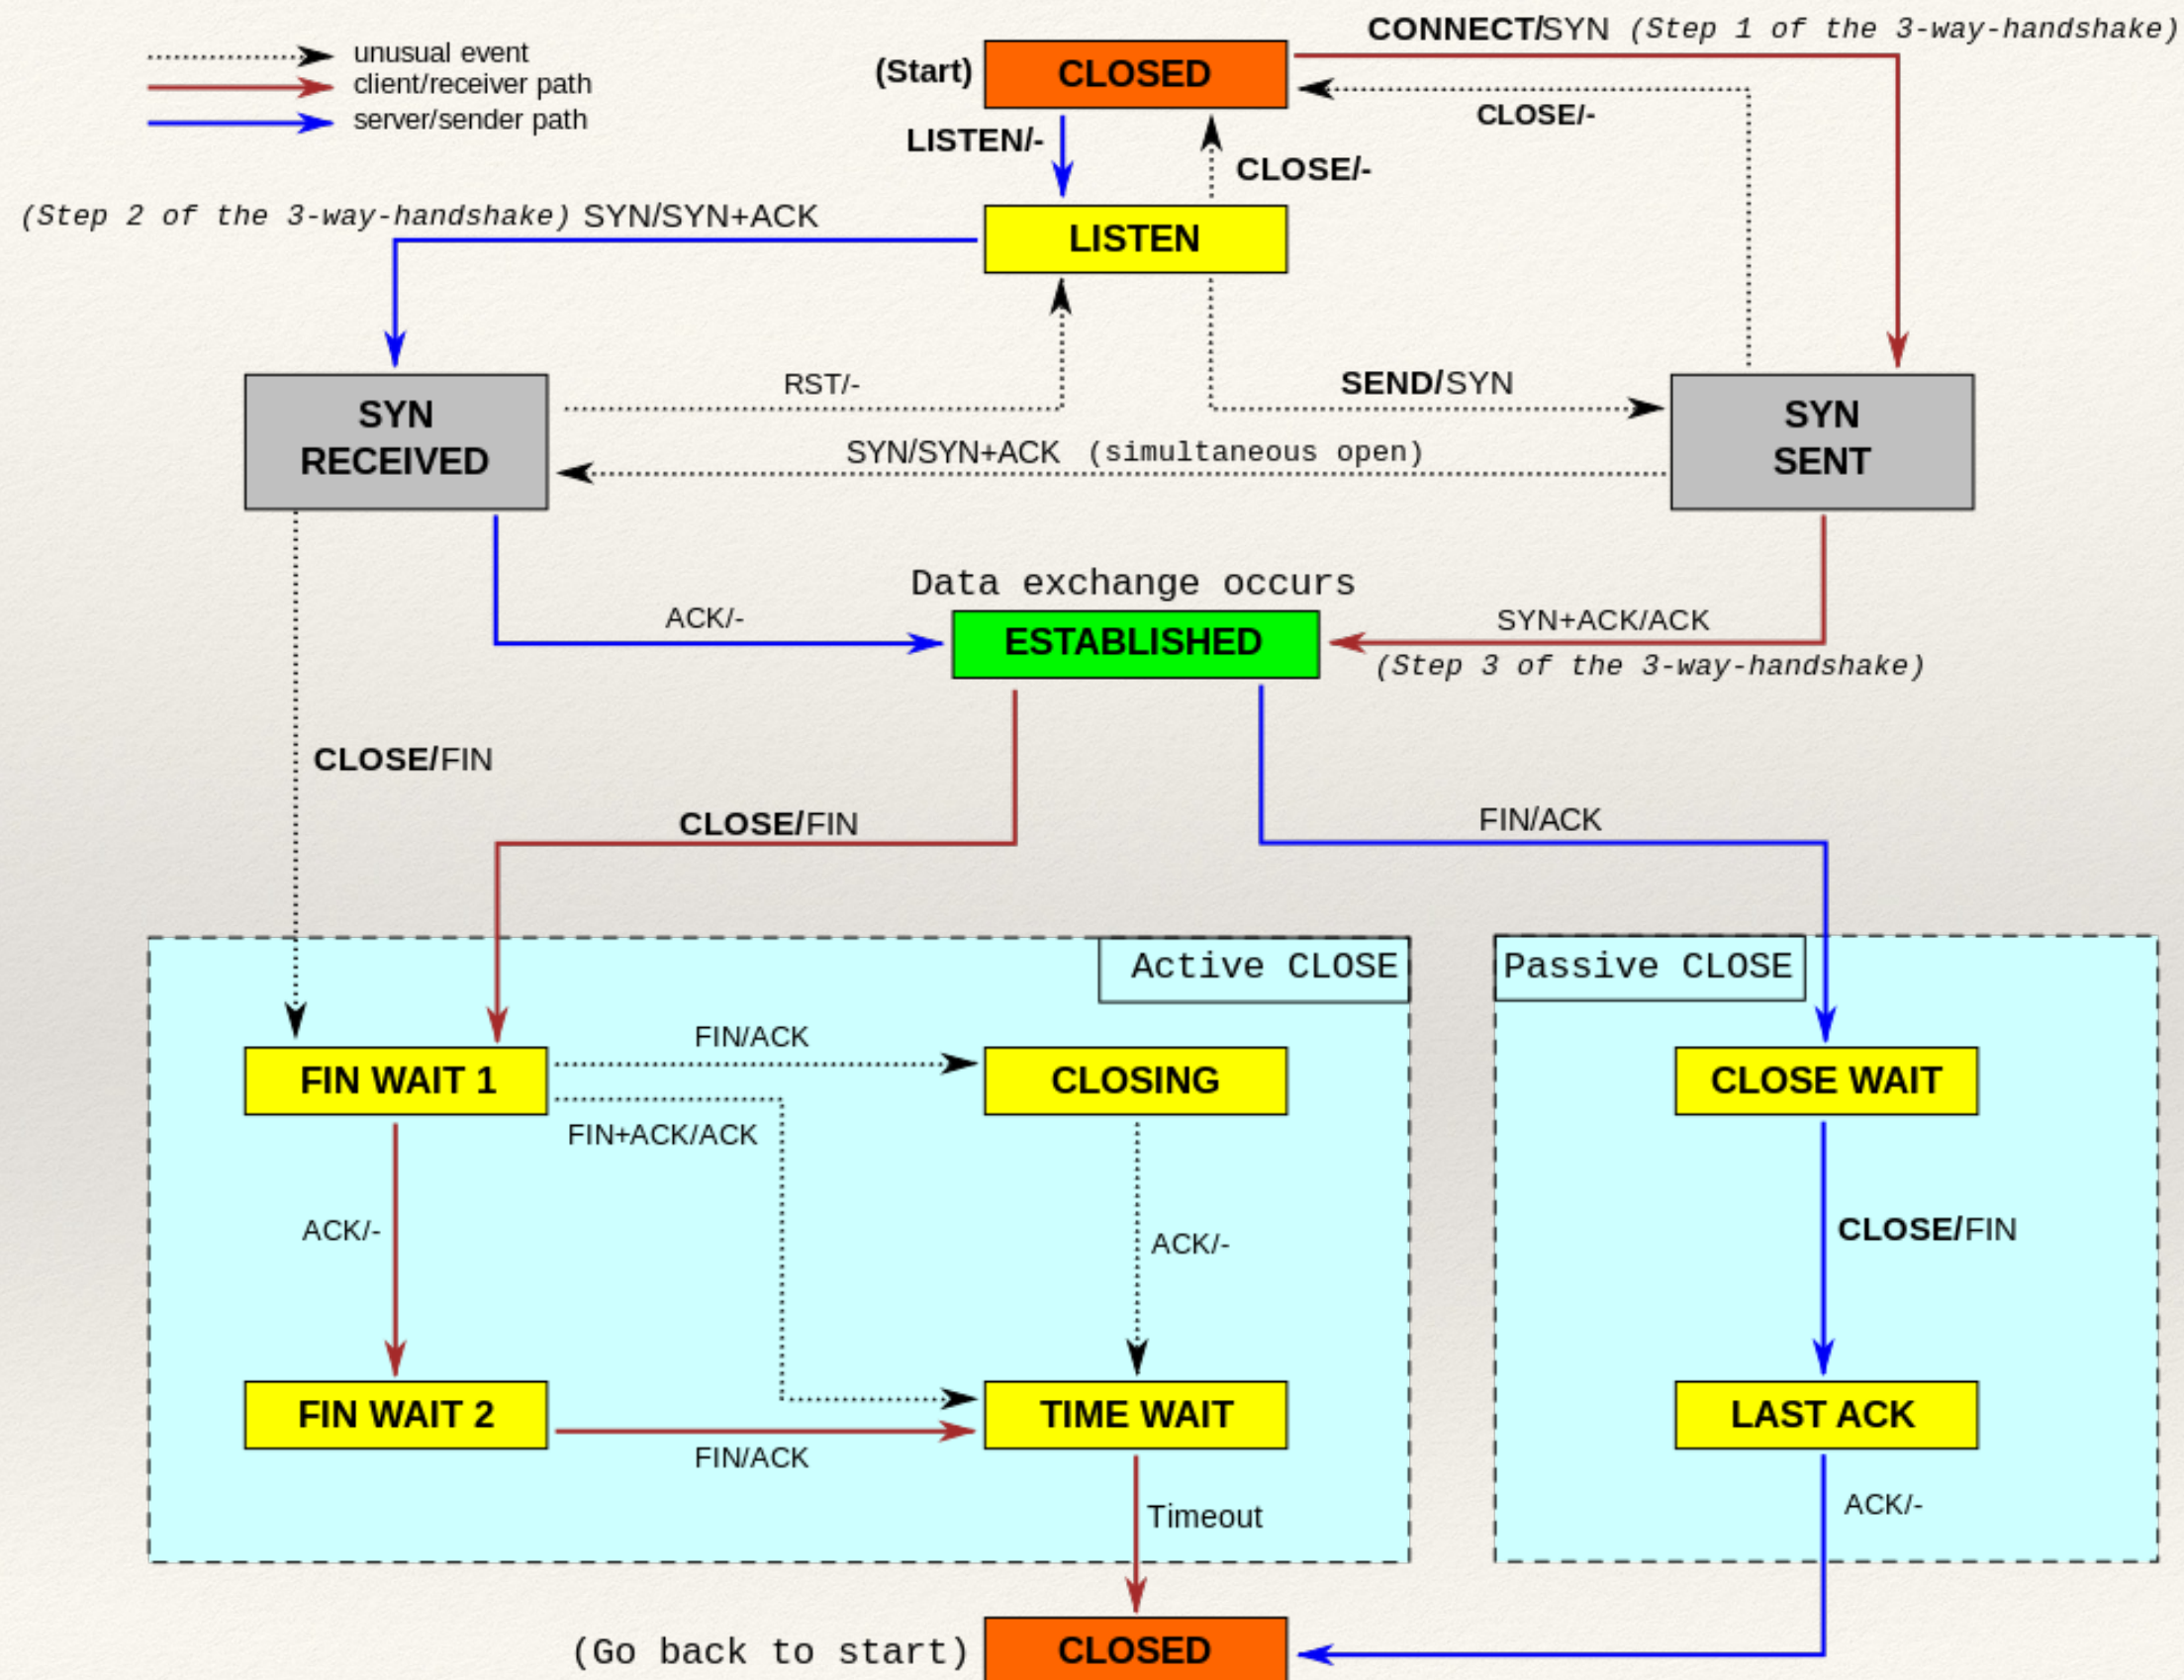 CONNECT/SYN (Step 1 of the 3-way-handshake)
unusual event
client/receiver path
server/sender path
(Start)
CLOSED
CLOSE/-
LISTEN/-
CLOSE/-
(Step 2 of the 3-way-handshake) SYN/SYN+ACK
LISTEN
RST/-
SEND/SYN
SYN
RECEIVED
SYN
SENT
SYN/SYN+ACK (simultaneous open)
Data exchange occurs
ACK/-
ESTABLISHED
SYN+ACK/ACK
(Step 3 of the 3-way-handshake)
CLOSE/FIN
CLOSE/FIN
FIN/ACK
Active CLOSE
Passive CLOSE
FIN/ACK
FIN WAIT 1
CLOSING
CLOSE WAIT
FIN+ACK/ACK
ACK/-
ACK/-
CLOSE/FIN
FIN WAIT 2
TIME WAIT
LAST ACK
FIN/ACK
Timeout
ACK/-
(Go back to start)
CLOSED